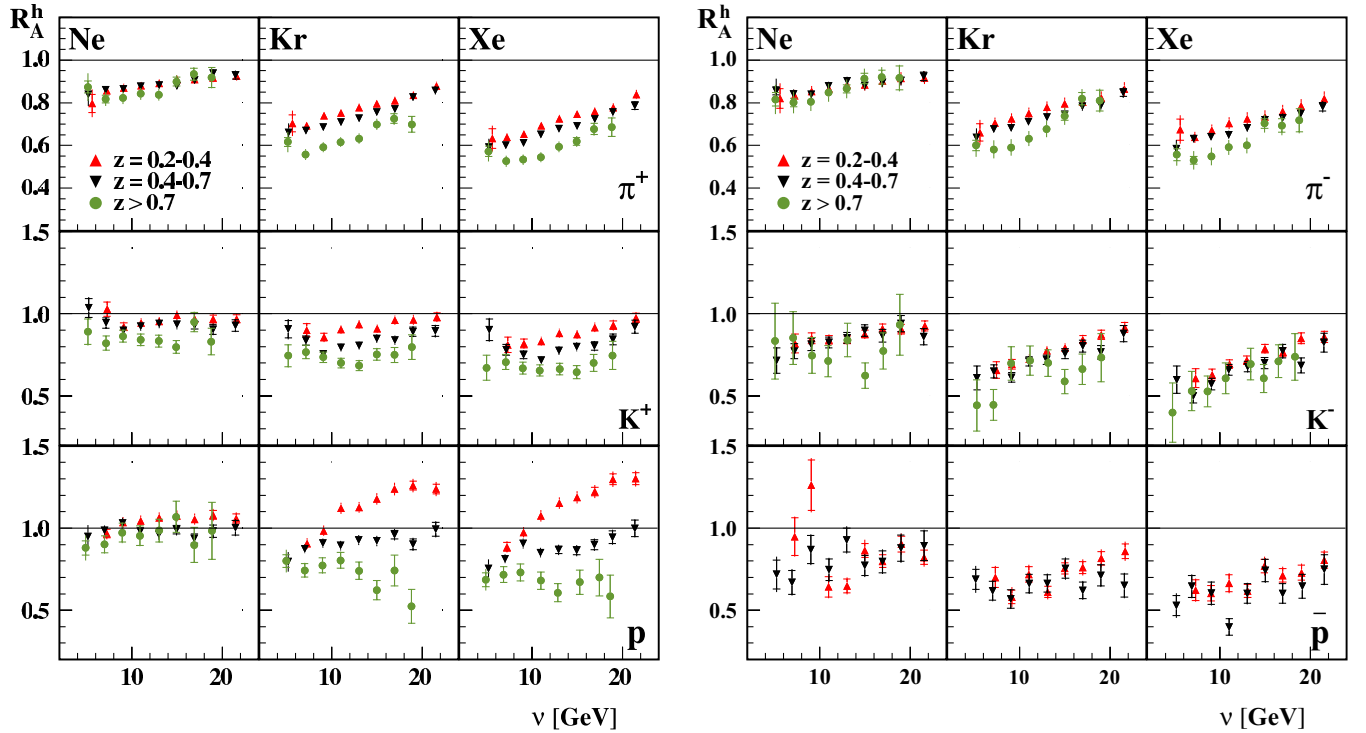 R_A^h
Ne Kr Xe
1.0
0.8
z = 0.2-0.4
0.6
z = 0.4-0.7
0.4
z > 0.7
π+
1.5
1.0
0.5
K+
1.5
1.0
0.5
p
10 20 10 20 10 20
ν [GeV]
R_A^h
Ne Kr Xe
1.0
0.8
z = 0.2-0.4
0.6
z = 0.4-0.7
0.4
z > 0.7
π-
1.5
1.0
0.5
K-
1.5
1.0
0.5
p̄
10 20 10 20 10 20
ν [GeV]